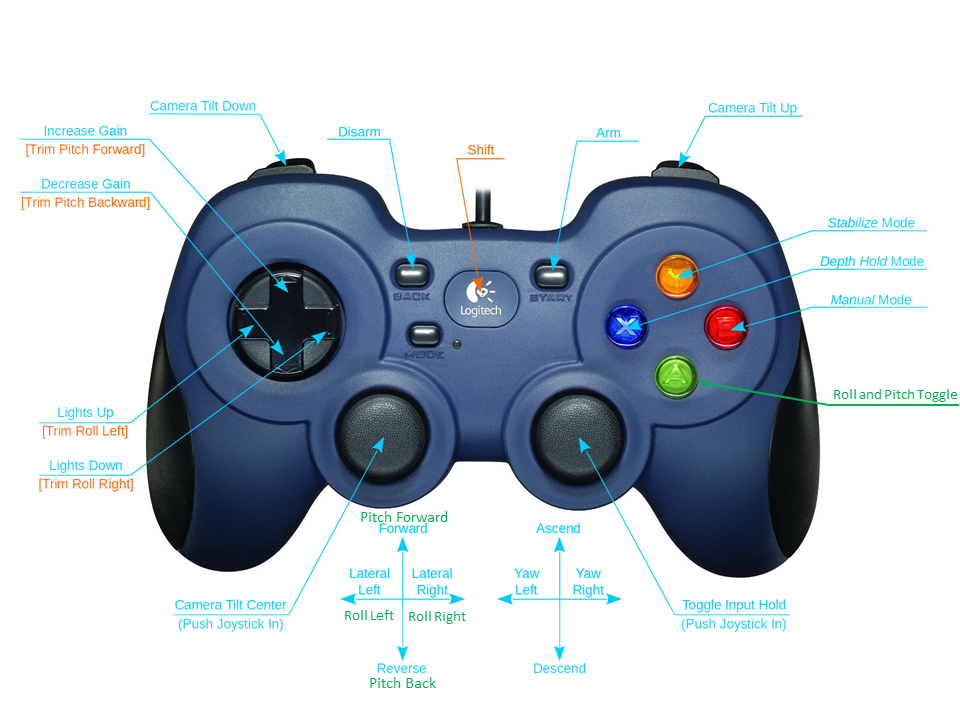 Camera Tilt Down
Camera Tilt Up
Increase Gain
[Trim Pitch Forward]
Disarm
Arm
Shift
Decrease Gain
[Trim Pitch Backward]
Stabilize Mode
Depth Hold Mode
Manual Mode
BACK
START
Logitech
MODE
Y
X
B
A
Roll and Pitch Toggle
Lights Up
[Trim Roll Left]
Lights Down
[Trim Roll Right]
Pitch Forward
Forward
Lateral
Left
Lateral
Right
Roll Left
Roll Right
Reverse
Pitch Back
Camera Tilt Center
(Push Joystick In)
Ascend
Yaw
Left
Yaw
Right
Descend
Toggle Input Hold
(Push Joystick In)